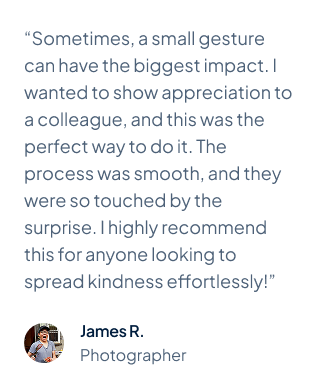 “Sometimes, a small gesture
can have the biggest impact. I
wanted to show appreciation to
a colleague, and this was the
perfect way to do it. The
process was smooth, and they
were so touched by the
surprise. I highly recommend
this for anyone looking to
spread kindness effortlessly!”
James R.
Photographer